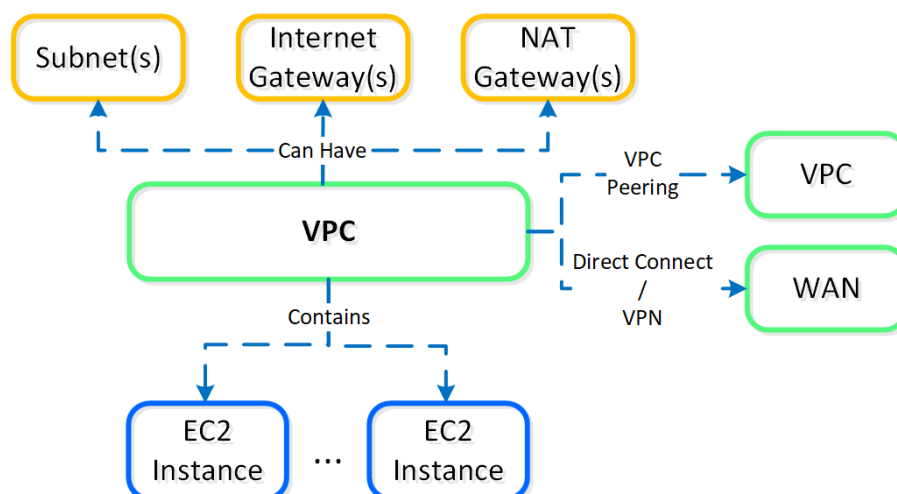 Subnet(s)
Internet
Gateway(s)
NAT
Gateway(s)
Can Have
VPC
VPC
Peering
VPC
Direct Connect
/
VPN
WAN
Contains
EC2
Instance
...
EC2
Instance